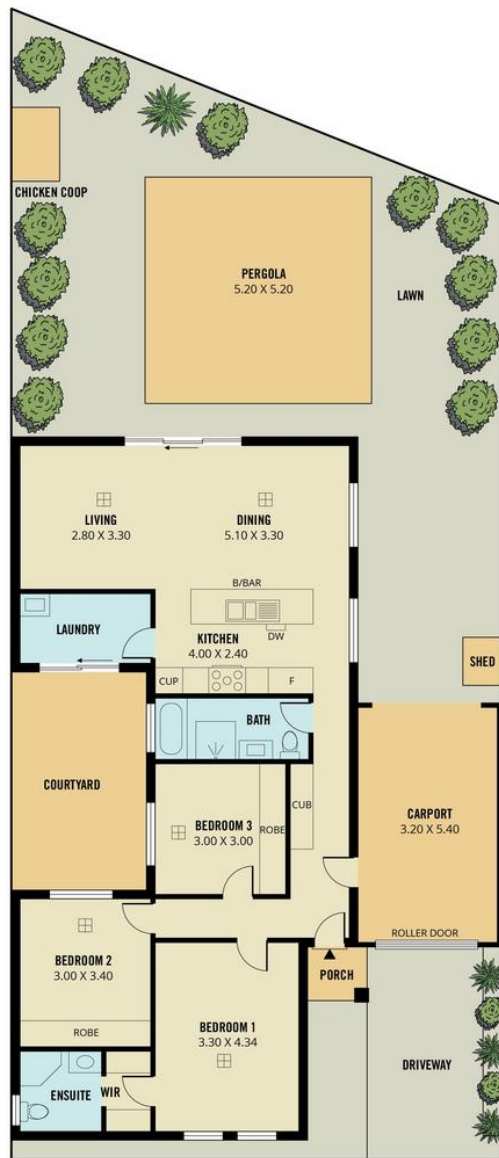 CHICKEN COOP
PERGOLA
5.20 X 5.20
LAWN
LIVING
2.80 X 3.30
DINING
5.10 X 3.30
B/BAR
LAUNDRY
DW
KITCHEN
4.00 X 2.40
CUP
F
SHED
BATH
COURTYARD
CUB
CARPORT
3.20 X 5.40
BEDROOM 3
3.00 X 3.00
ROBE
ROLLER DOOR
BEDROOM 2
3.00 X 3.40
PORCH
ROBE
BEDROOM 1
3.30 X 4.34
DRIVEWAY
ENSUITE
WIR